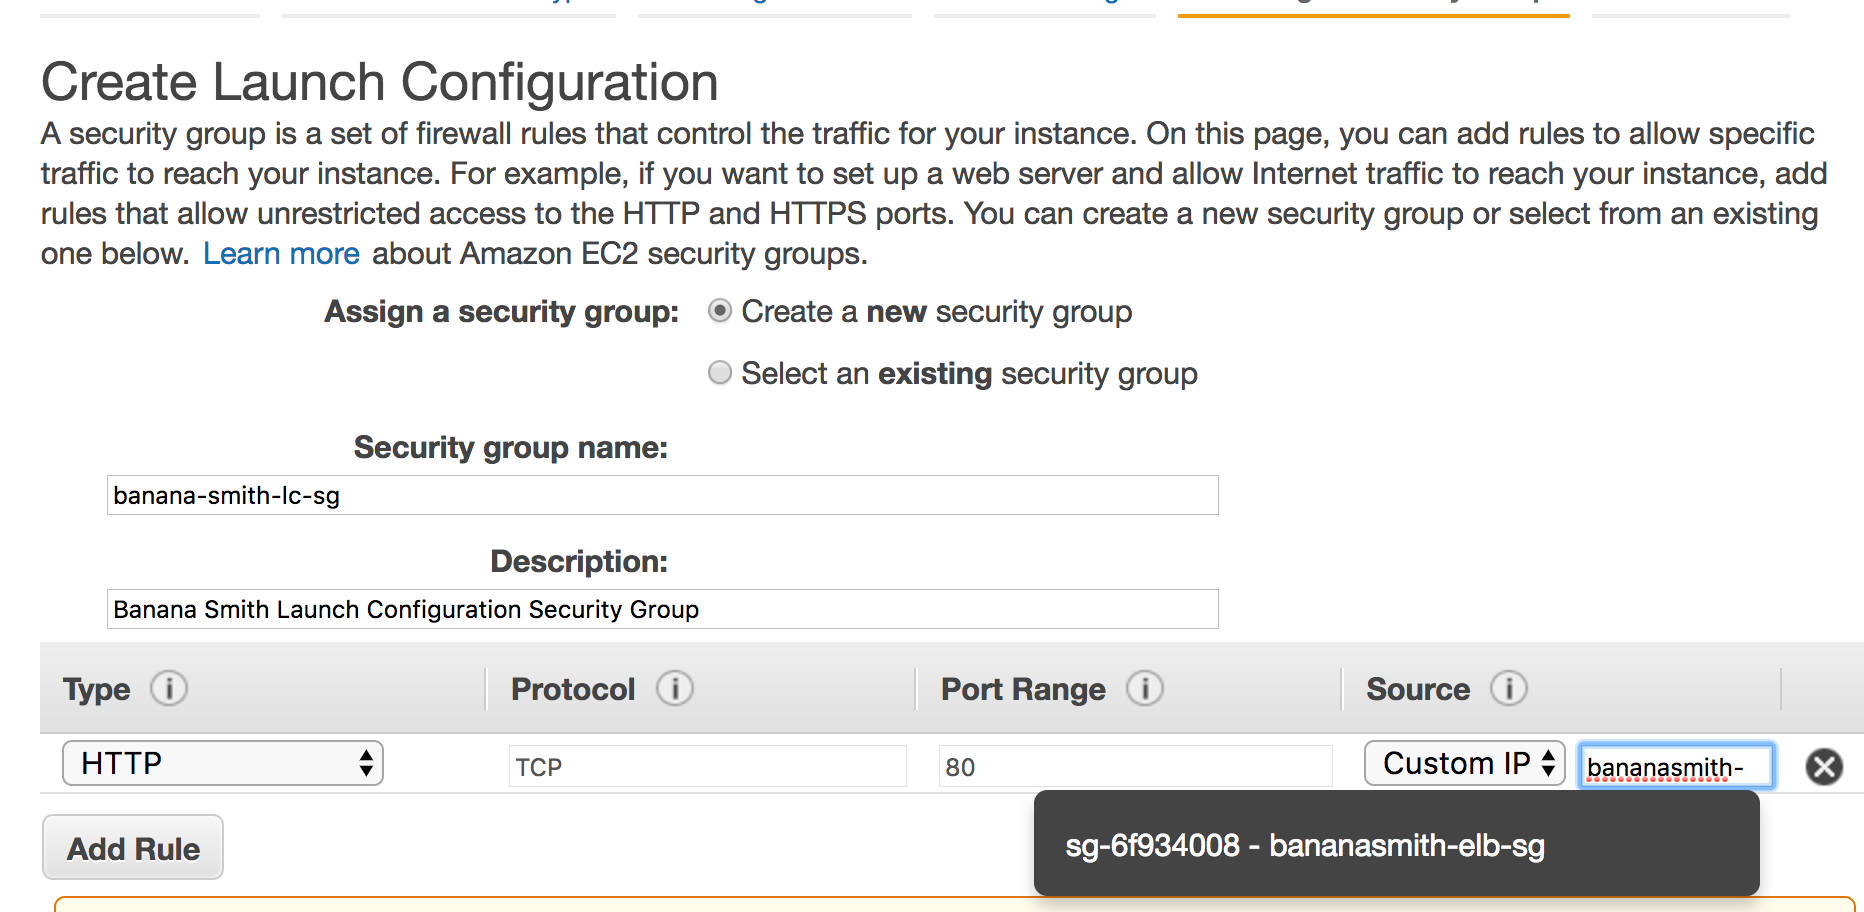 Create Launch Configuration
A security group is a set of firewall rules that control the traffic for your instance. On this page, you can add rules to allow specific
traffic to reach your instance. For example, if you want to set up a web server and allow Internet traffic to reach your instance, add
rules that allow unrestricted access to the HTTP and HTTPS ports. You can create a new security group or select from an existing
one below. Learn more about Amazon EC2 security groups.
Assign a security group: Create a new security group
Select an existing security group
Security group name:
banana-smith-lc-sg
Description:
Banana Smith Launch Configuration Security Group
Type i Protocol i Port Range i Source i
HTTP TCP 80 Custom IP bananasmith-
Add Rule
sg-6f934008 - bananasmith-elb-sg